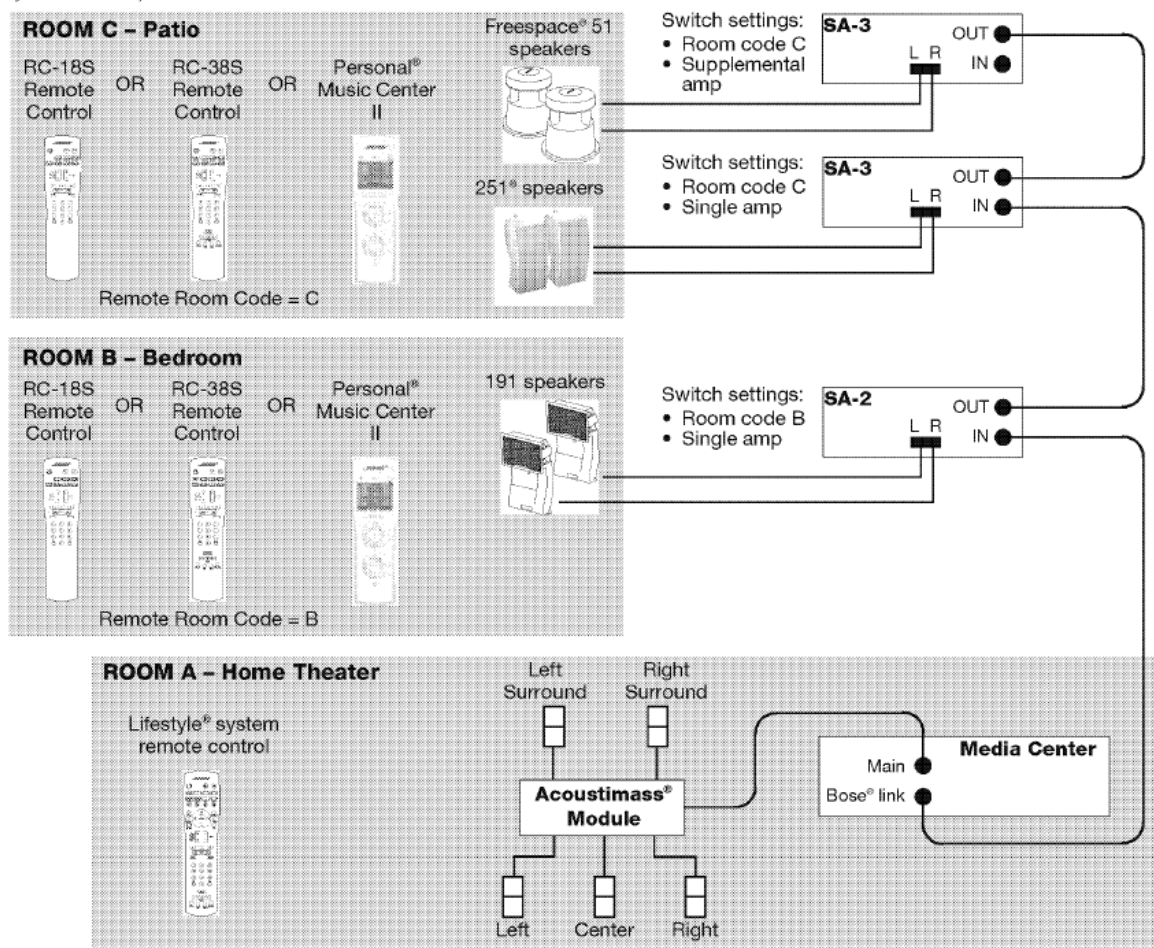 ROOM C – Patio
RC-18S
Remote
Control
OR
RC-38S
Remote
Control
OR
Personal®
Music Center
II
Freespace® 51
speakers
251® speakers
Remote Room Code = C
Switch settings:
• Room code C
• Supplemental
amp
SA-3
L R
OUT
IN
Switch settings:
• Room code C
• Single amp
SA-3
L R
OUT
IN
ROOM B – Bedroom
RC-18S
Remote
Control
OR
RC-38S
Remote
Control
OR
Personal®
Music Center
II
191 speakers
Remote Room Code = B
Switch settings:
• Room code B
• Single amp
SA-2
L R
OUT
IN
ROOM A – Home Theater
Lifestyle® system
remote control
Left
Surround
Right
Surround
Acoustimass®
Module
Left
Center
Right
Media Center
Main
Bose® link